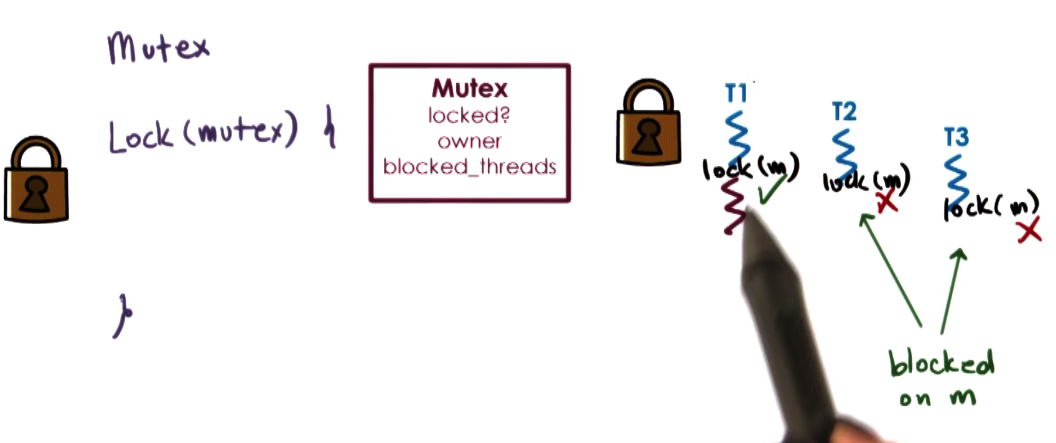 Mutex
Lock (mutex) {
}
Mutex
locked?
owner
blocked_threads
T1
lock (m)
T2
lock (m)
T3
lock (m)
blocked
on m